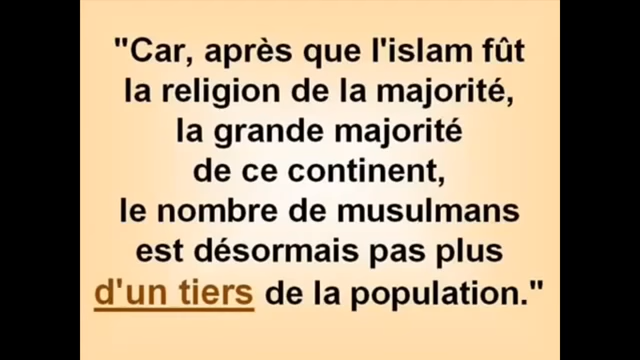 "Car, après que l'islam fût
la religion de la majorité,
la grande majorité
de ce continent,
le nombre de musulmans
est désormais pas plus
d'un tiers de la population."